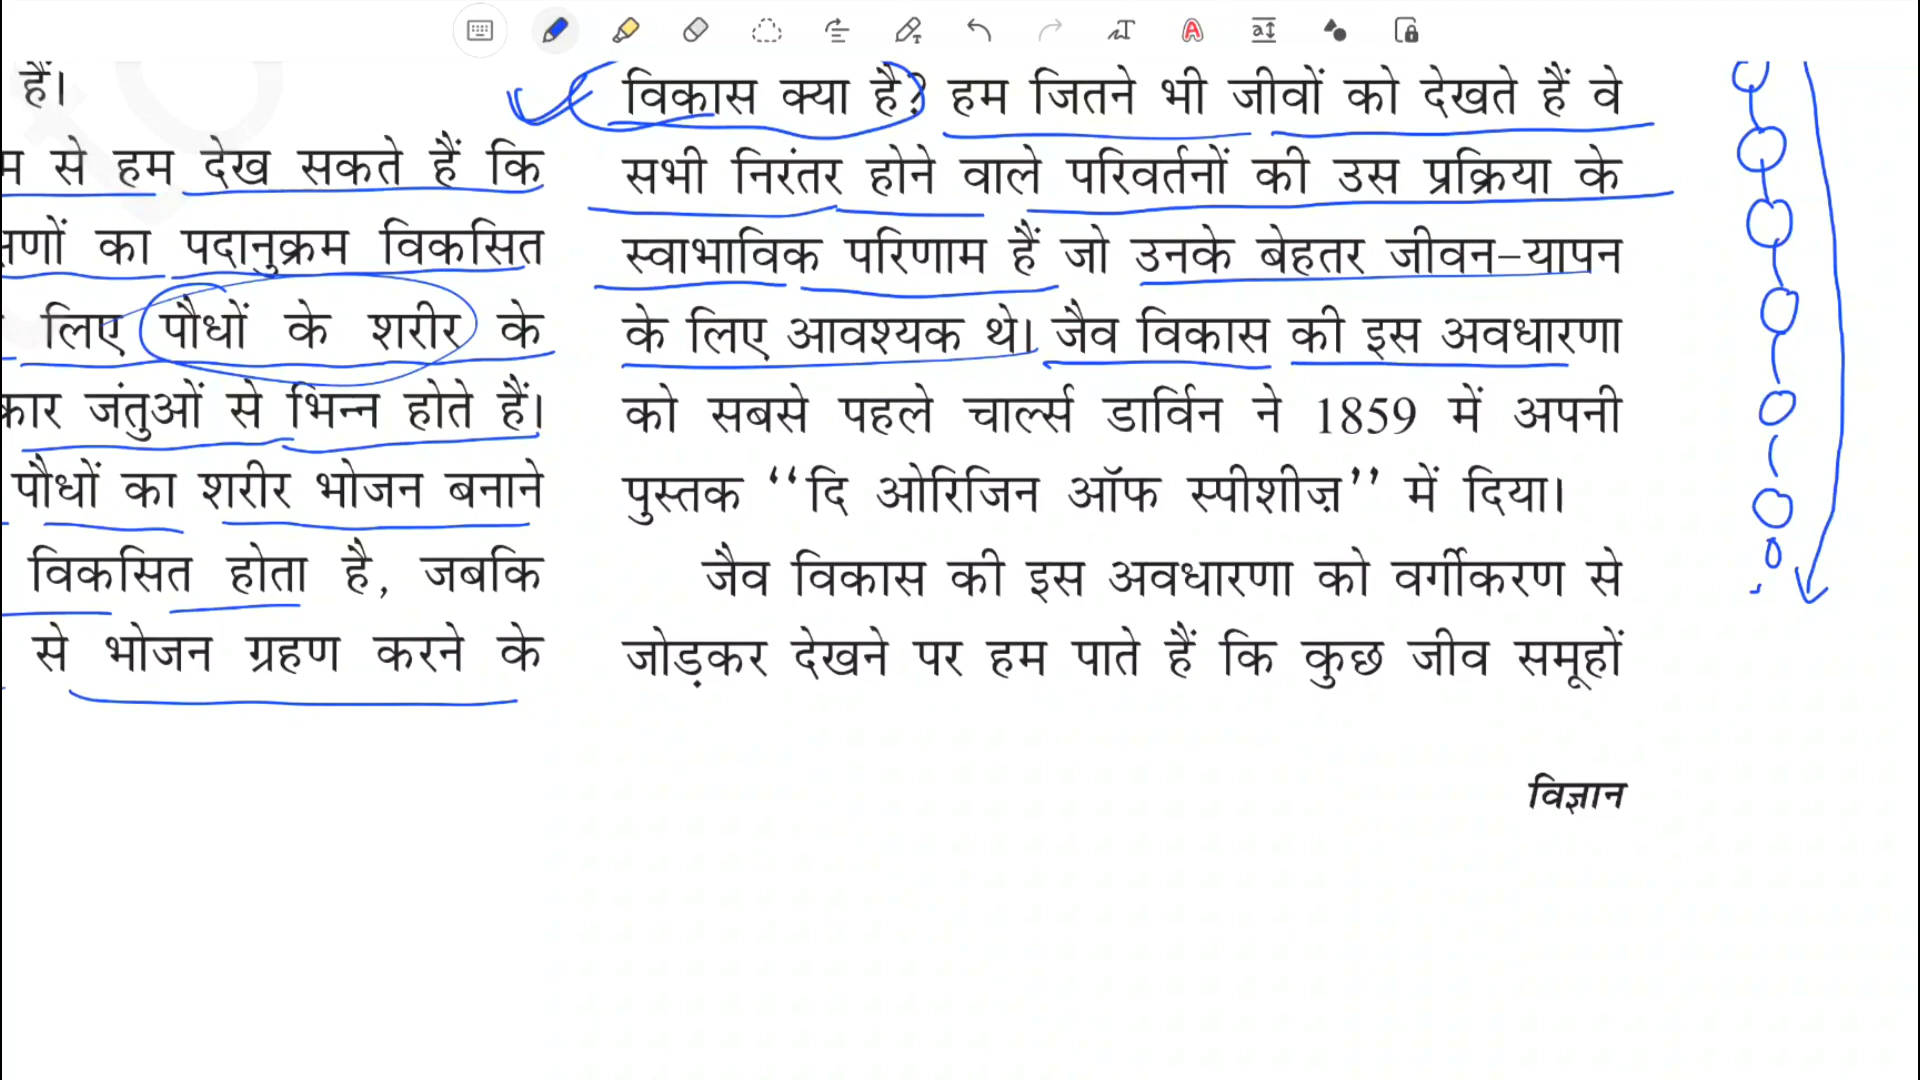 हैं।
से हम देख सकते हैं कि
का पदानुक्रम विकसित
लिए पौधों के शरीर के
जंतुओं से भिन्न होते हैं।
पौधों का शरीर भोजन बनाने
विकसित होता है, जबकि
से भोजन ग्रहण करने के
विकास क्या है? हम जितने भी जीवों को देखते हैं वे
सभी निरंतर होने वाले परिवर्तनों की उस प्रक्रिया के
स्वाभाविक परिणाम हैं जो उनके बेहतर जीवन-यापन
के लिए आवश्यक थे। जैव विकास की इस अवधारणा
को सबसे पहले चार्ल्स डार्विन ने 1859 में अपनी
पुस्तक “दि ओरिजिन ऑफ स्पीशीज़” में दिया।
जैव विकास की इस अवधारणा को वर्गीकरण से
जोड़कर देखने पर हम पाते हैं कि कुछ जीव समूहों
विज्ञान